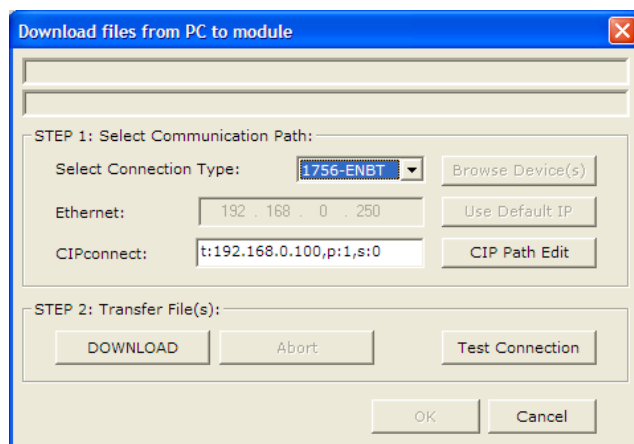 Download files from PC to module
STEP 1: Select Communication Path:
Select Connection Type: 1756-ENBT Browse Device(s)
Ethernet: 192 . 168 . 0 . 250 Use Default IP
CIPconnect: t:192.168.0.100,p:1,s:0 CIP Path Edit
STEP 2: Transfer File(s):
DOWNLOAD Abort Test Connection
OK Cancel